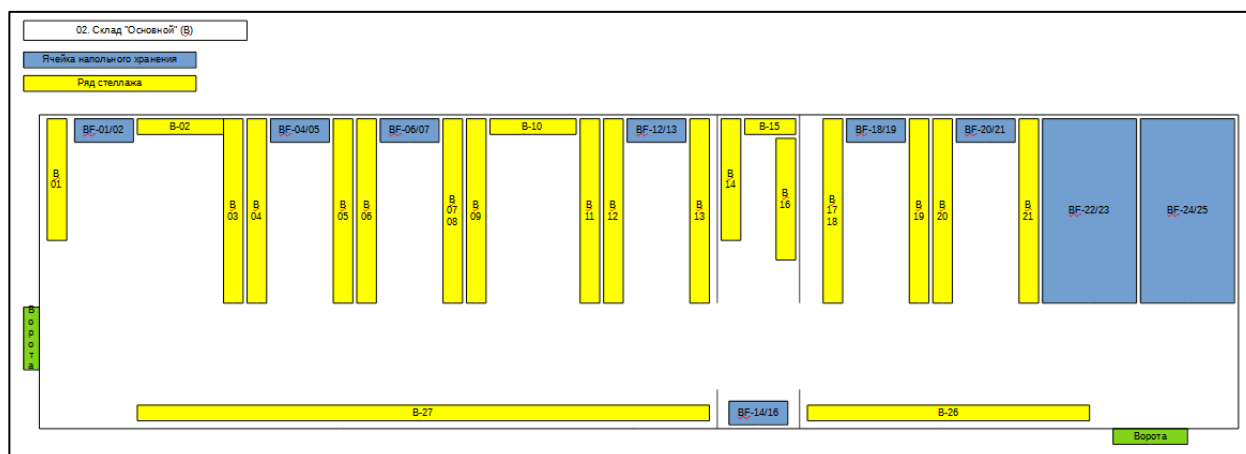 02. Склад "Основной" (В)
Ячейка напольного хранения
Ряд стеллажа
В
01
BF-01/02
В-02
В
03
В
04
BF-04/05
В
05
В
06
BF-06/07
В
07
08
В
09
В-10
В
11
В
12
BF-12/13
В
13
В
14
В-15
В
16
В
17
18
BF-18/19
В
19
В
20
BF-20/21
В
21
BF-22/23
BF-24/25
В
о
р
о
т
а
В-27
BF-14/16
В-26
Ворота